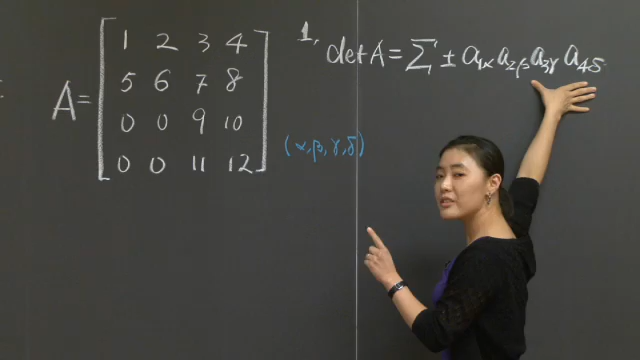 A = [1 2 3 4
5 6 7 8
0 0 9 10
0 0 11 12]
1, det A = Σ ± a₁α a₂β a₃γ a₄δ
(α, β, γ, δ)